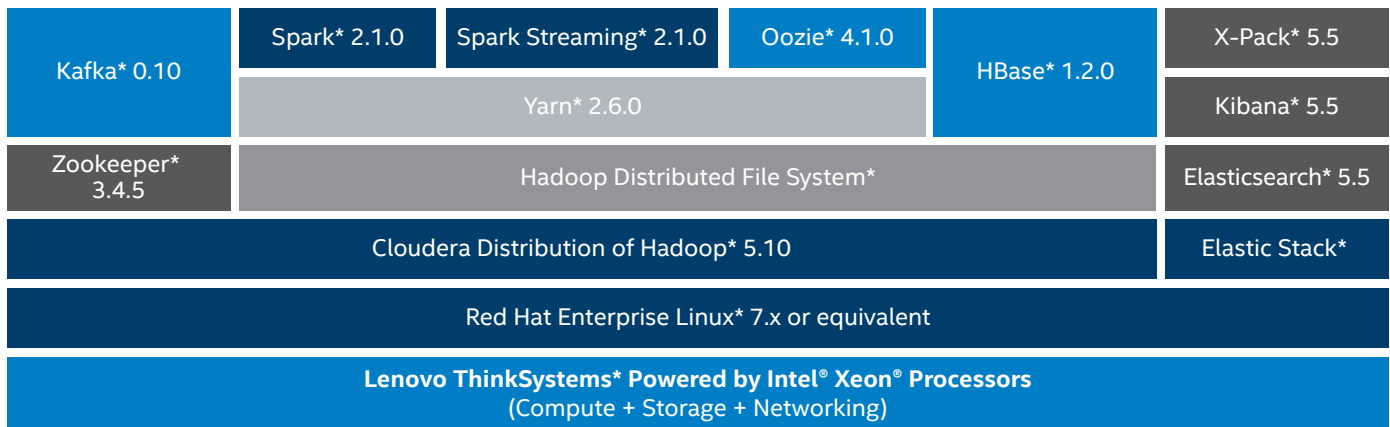 Kafka* 0.10
Spark* 2.1.0
Spark Streaming* 2.1.0
Oozie* 4.1.0
HBase* 1.2.0
X-Pack* 5.5
Yarn* 2.6.0
Kibana* 5.5
Zookeeper*
3.4.5
Hadoop Distributed File System*
Elasticsearch* 5.5
Cloudera Distribution of Hadoop* 5.10
Elastic Stack*
Red Hat Enterprise Linux* 7.x or equivalent
Lenovo ThinkSystems* Powered by Intel® Xeon® Processors
(Compute + Storage + Networking)